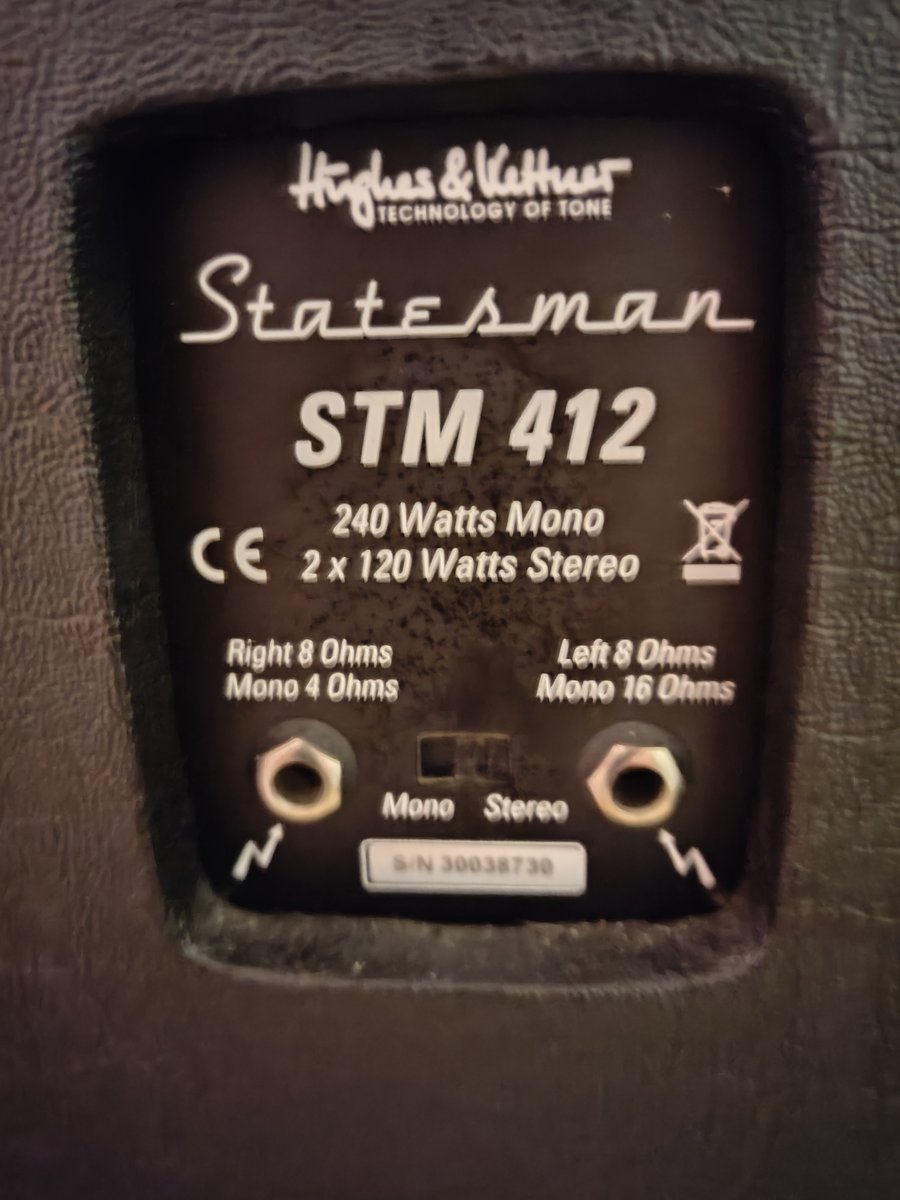 Hughes & Kettner
TECHNOLOGY OF TONE
Statesman
STM 412
240 Watts Mono
CE 2 x 120 Watts Stereo
Right 8 Ohms Left 8 Ohms
Mono 4 Ohms Mono 16 Ohms
Mono Stereo
S/N 30038730